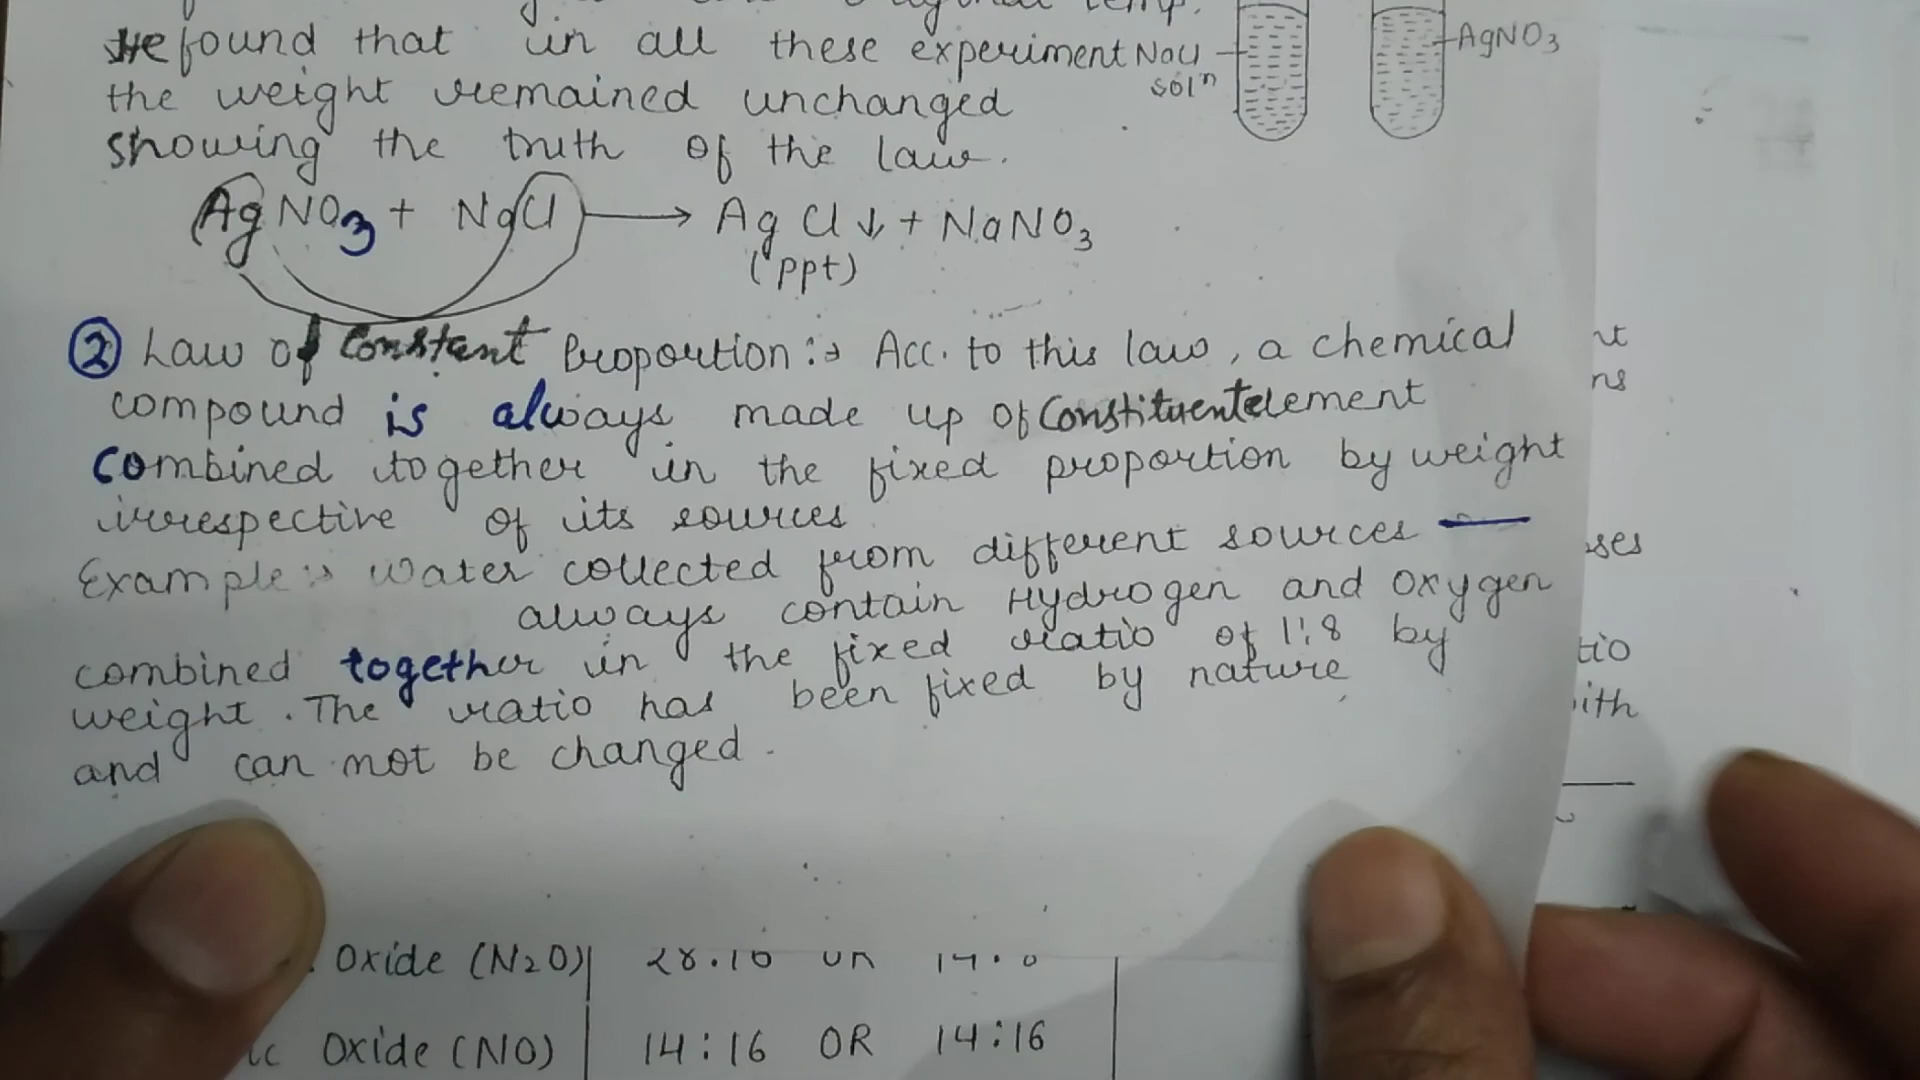 temp.
He found that in all these experiment
the weight remained unchanged
showing the truth of the law.
NaCl
solⁿ
AgNO₃
AgNO₃ + NaCl → AgCl↓ + NaNO₃
(ppt)
② Law of Constant Proportion :→ Acc. to this law, a chemical
compound is always made up of Constituent element
combined together in the fixed proportion by weight
irrespective of its sources
Example :→ Water collected from different sources —
always contain Hydrogen and oxygen
combined together in the fixed ratio of 1:8 by
weight. The ratio has been fixed by nature
and can not be changed.
Oxide (N2O)
Oxide (NO) 14:16 OR 14:16